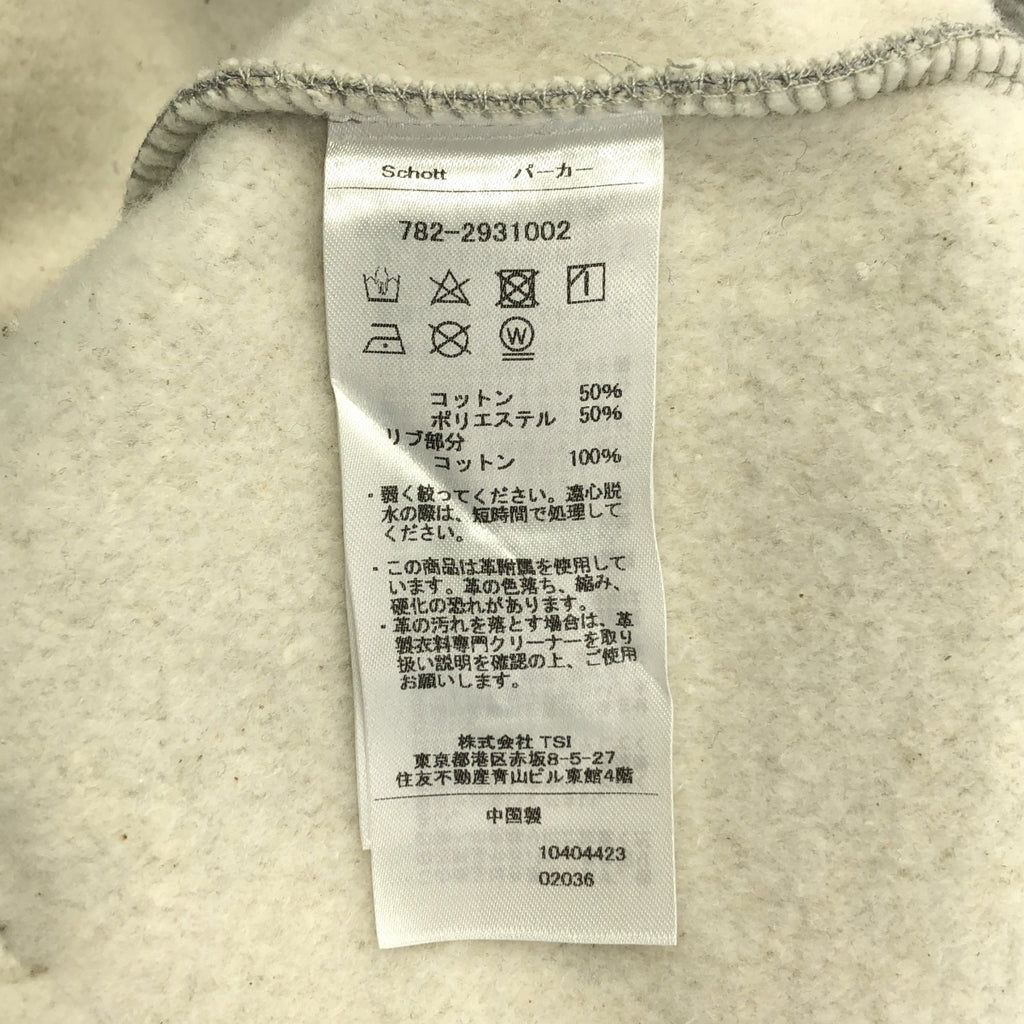 Schott パーカー
782-2931002
W
コットン 50%
ポリエステル 50%
リブ部分
コットン 100%
・弱く絞ってください。遠心脱
水の際は、短時間で処理して
ください。
・この商品は革附属を使用して
います。革の色落ち、縮み、
硬化の恐れがあります。
・革の汚れを落とす場合は、革
製衣料専門クリーナーを取り
扱い説明を確認の上、ご使用
お願いします。
株式会社 TSI
東京都港区赤坂8-5-27
住友不動産青山ビル東館4階
中国製
10404423
02036